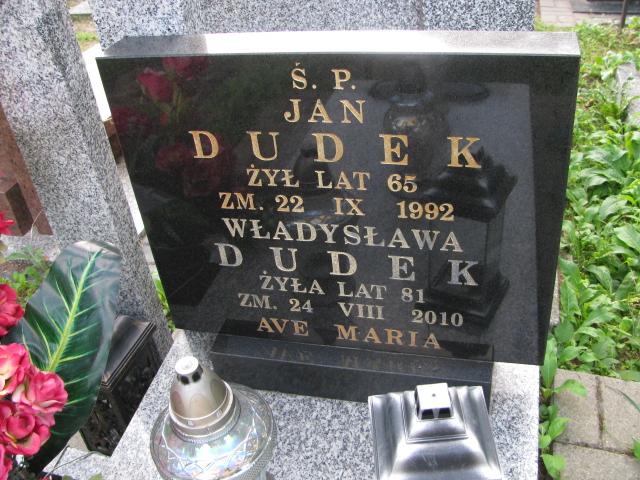 Ś. P.
JAN
DUDEK
ŻYŁ LAT 65
ZM. 22 IX 1992
WŁADYSŁAWA
DUDEK
ŻYŁA LAT 81
ZM. 24 VIII 2010
AVE MARIA